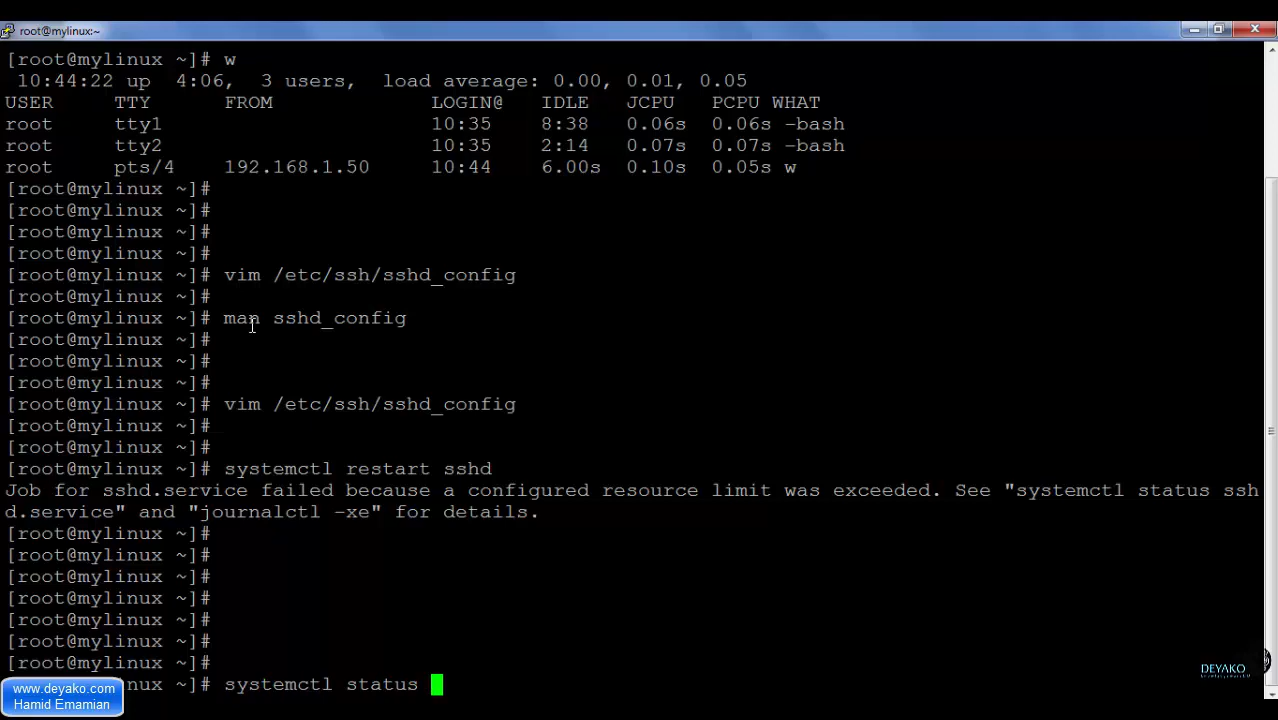 root@mylinux:~
[root@mylinux ~]# w
10:44:22 up 4:06, 3 users, load average: 0.00, 0.01, 0.05
USER TTY FROM LOGIN@ IDLE JCPU PCPU WHAT
root tty1 10:35 8:38 0.06s 0.06s -bash
root tty2 10:35 2:14 0.07s 0.07s -bash
root pts/4 192.168.1.50 10:44 6.00s 0.10s 0.05s w
[root@mylinux ~]#
[root@mylinux ~]#
[root@mylinux ~]#
[root@mylinux ~]#
[root@mylinux ~]# vim /etc/ssh/sshd_config
[root@mylinux ~]#
[root@mylinux ~]# man sshd_config
[root@mylinux ~]#
[root@mylinux ~]#
[root@mylinux ~]#
[root@mylinux ~]# vim /etc/ssh/sshd_config
[root@mylinux ~]#
[root@mylinux ~]#
[root@mylinux ~]# systemctl restart sshd
Job for sshd.service failed because a configured resource limit was exceeded. See "systemctl status ssh
d.service" and "journalctl -xe" for details.
[root@mylinux ~]#
[root@mylinux ~]#
[root@mylinux ~]#
[root@mylinux ~]#
[root@mylinux ~]#
[root@mylinux ~]#
[root@mylinux ~]#
inux ~]# systemctl status
www.deyako.com
Hamid Emamian
DEYAKO